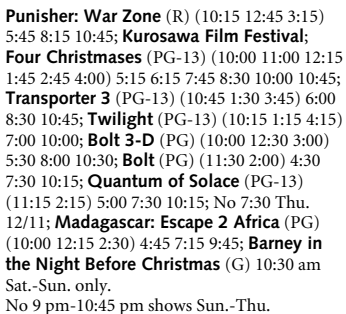 Punisher: War Zone (R) (10:15 12:45 3:15)
5:45 8:15 10:45; Kurosawa Film Festival;
Four Christmases (PG-13) (10:00 11:00 12:15
1:45 2:45 4:00) 5:15 6:15 7:45 8:30 10:00 10:45;
Transporter 3 (PG-13) (10:45 1:30 3:45) 6:00
8:30 10:45; Twilight (PG-13) (10:15 1:15 4:15)
7:00 10:00; Bolt 3-D (PG) (10:00 12:30 3:00)
5:30 8:00 10:30; Bolt (PG) (11:30 2:00) 4:30
7:30 10:15; Quantum of Solace (PG-13)
(11:15 2:15) 5:00 7:30 10:15; No 7:30 Thu.
12/11; Madagascar: Escape 2 Africa (PG)
(10:00 12:15 2:30) 4:45 7:15 9:45; Barney in
the Night Before Christmas (G) 10:30 am
Sat.-Sun. only.
No 9 pm-10:45 pm shows Sun.-Thu.